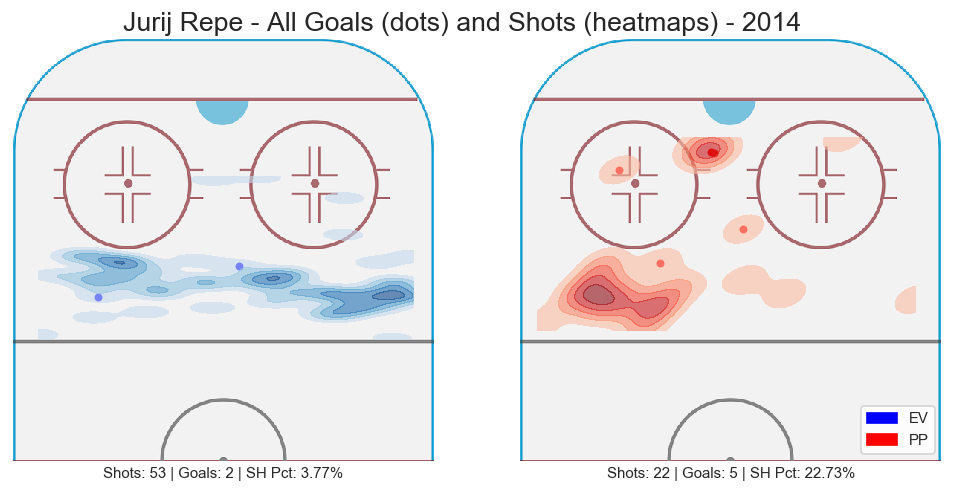 Jurij Repe - All Goals (dots) and Shots (heatmaps) - 2014
EV
PP
Shots: 53 | Goals: 2 | SH Pct: 3.77%
Shots: 22 | Goals: 5 | SH Pct: 22.73%